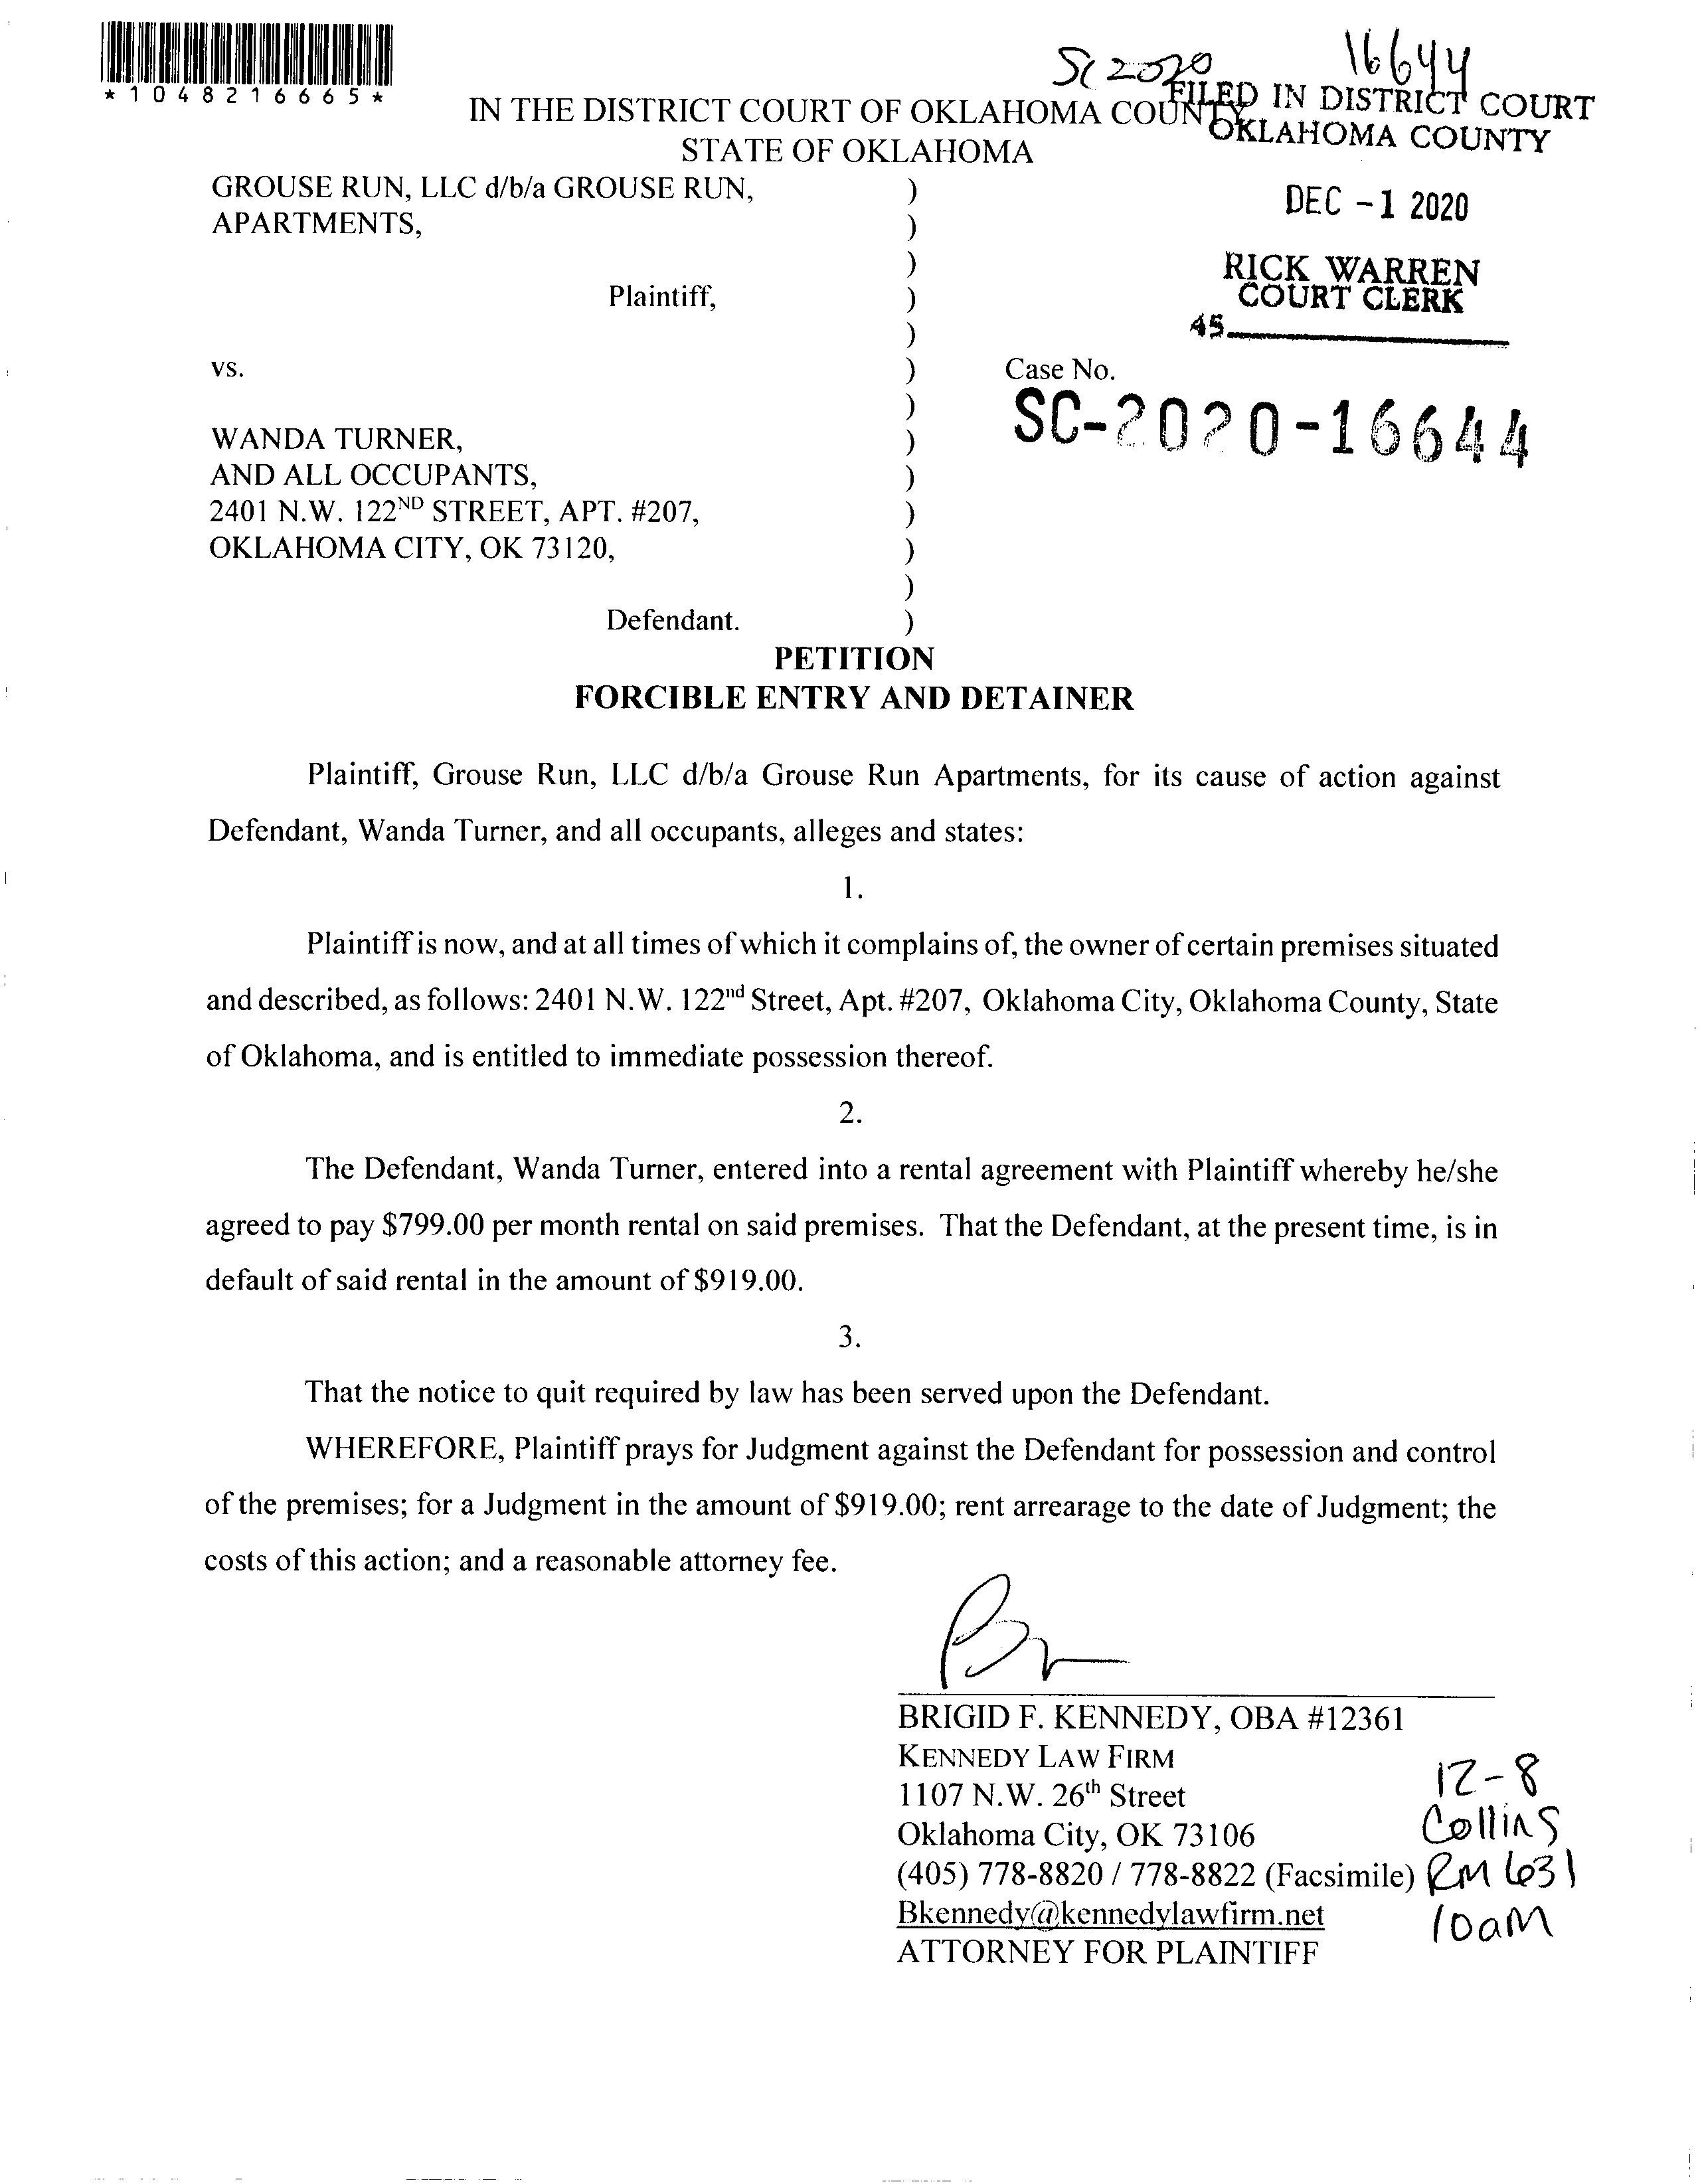 *1048216665*
SC 2020 16644
IN THE DISTRICT COURT OF OKLAHOMA COUNTY
STATE OF OKLAHOMA
FILED IN DISTRICT COURT
OKLAHOMA COUNTY
DEC -1 2020
RICK WARREN
COURT CLERK
45
GROUSE RUN, LLC d/b/a GROUSE RUN, )
APARTMENTS, )
)
Plaintiff, )
)
vs. ) Case No.
) SC-2020-16644
WANDA TURNER, )
AND ALL OCCUPANTS, )
2401 N.W. 122ND STREET, APT. #207, )
OKLAHOMA CITY, OK 73120, )
)
Defendant. )
PETITION
FORCIBLE ENTRY AND DETAINER
Plaintiff, Grouse Run, LLC d/b/a Grouse Run Apartments, for its cause of action against
Defendant, Wanda Turner, and all occupants, alleges and states:
1.
Plaintiff is now, and at all times of which it complains of, the owner of certain premises situated
and described, as follows: 2401 N.W. 122nd Street, Apt. #207, Oklahoma City, Oklahoma County, State
of Oklahoma, and is entitled to immediate possession thereof.
2.
The Defendant, Wanda Turner, entered into a rental agreement with Plaintiff whereby he/she
agreed to pay $799.00 per month rental on said premises. That the Defendant, at the present time, is in
default of said rental in the amount of $919.00.
3.
That the notice to quit required by law has been served upon the Defendant.
WHEREFORE, Plaintiff prays for Judgment against the Defendant for possession and control
of the premises; for a Judgment in the amount of $919.00; rent arrearage to the date of Judgment; the
costs of this action; and a reasonable attorney fee.
BRIGID F. KENNEDY, OBA #12361
KENNEDY LAW FIRM
1107 N.W. 26th Street
Oklahoma City, OK 73106
(405) 778-8820 / 778-8822 (Facsimile)
Bkennedy@kennedylawfirm.net
ATTORNEY FOR PLAINTIFF
12-8
Collins
RM 631
10am